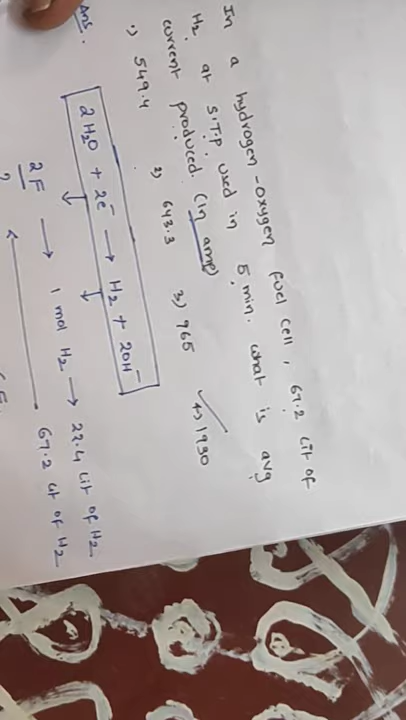 In a hydrogen-oxygen fuel cell, 67.2 Lit of
H₂ at S.T.P used in 5 min. what is avg
current produced. (in amp)
1) 549.4 2) 643.3 3) 965 4) 1930
Ans.
2H₂O + 2e⁻ → H₂ + 2OH⁻
2F → 1 mol H₂ → 22.4 Lit of H₂
? 67.2 Lit of H₂